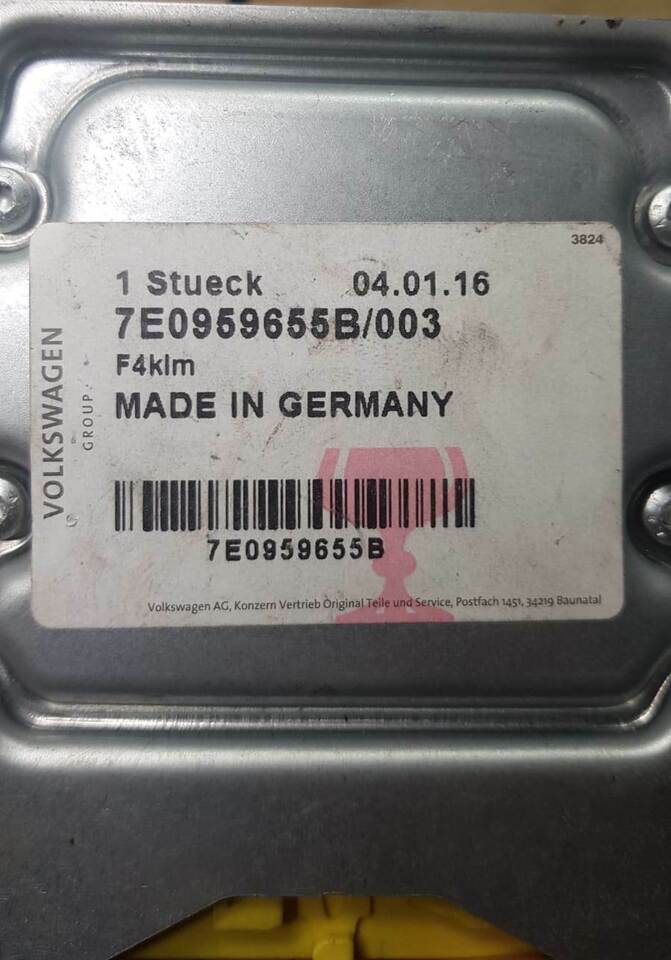 3824
1 Stueck 04.01.16
7E0959655B/003
F4klm
MADE IN GERMANY
VOLKSWAGEN
GROUP
7E0959655B
Volkswagen AG, Konzern Vertrieb Original Teile und Service, Postfach 1451, 34219 Baunatal